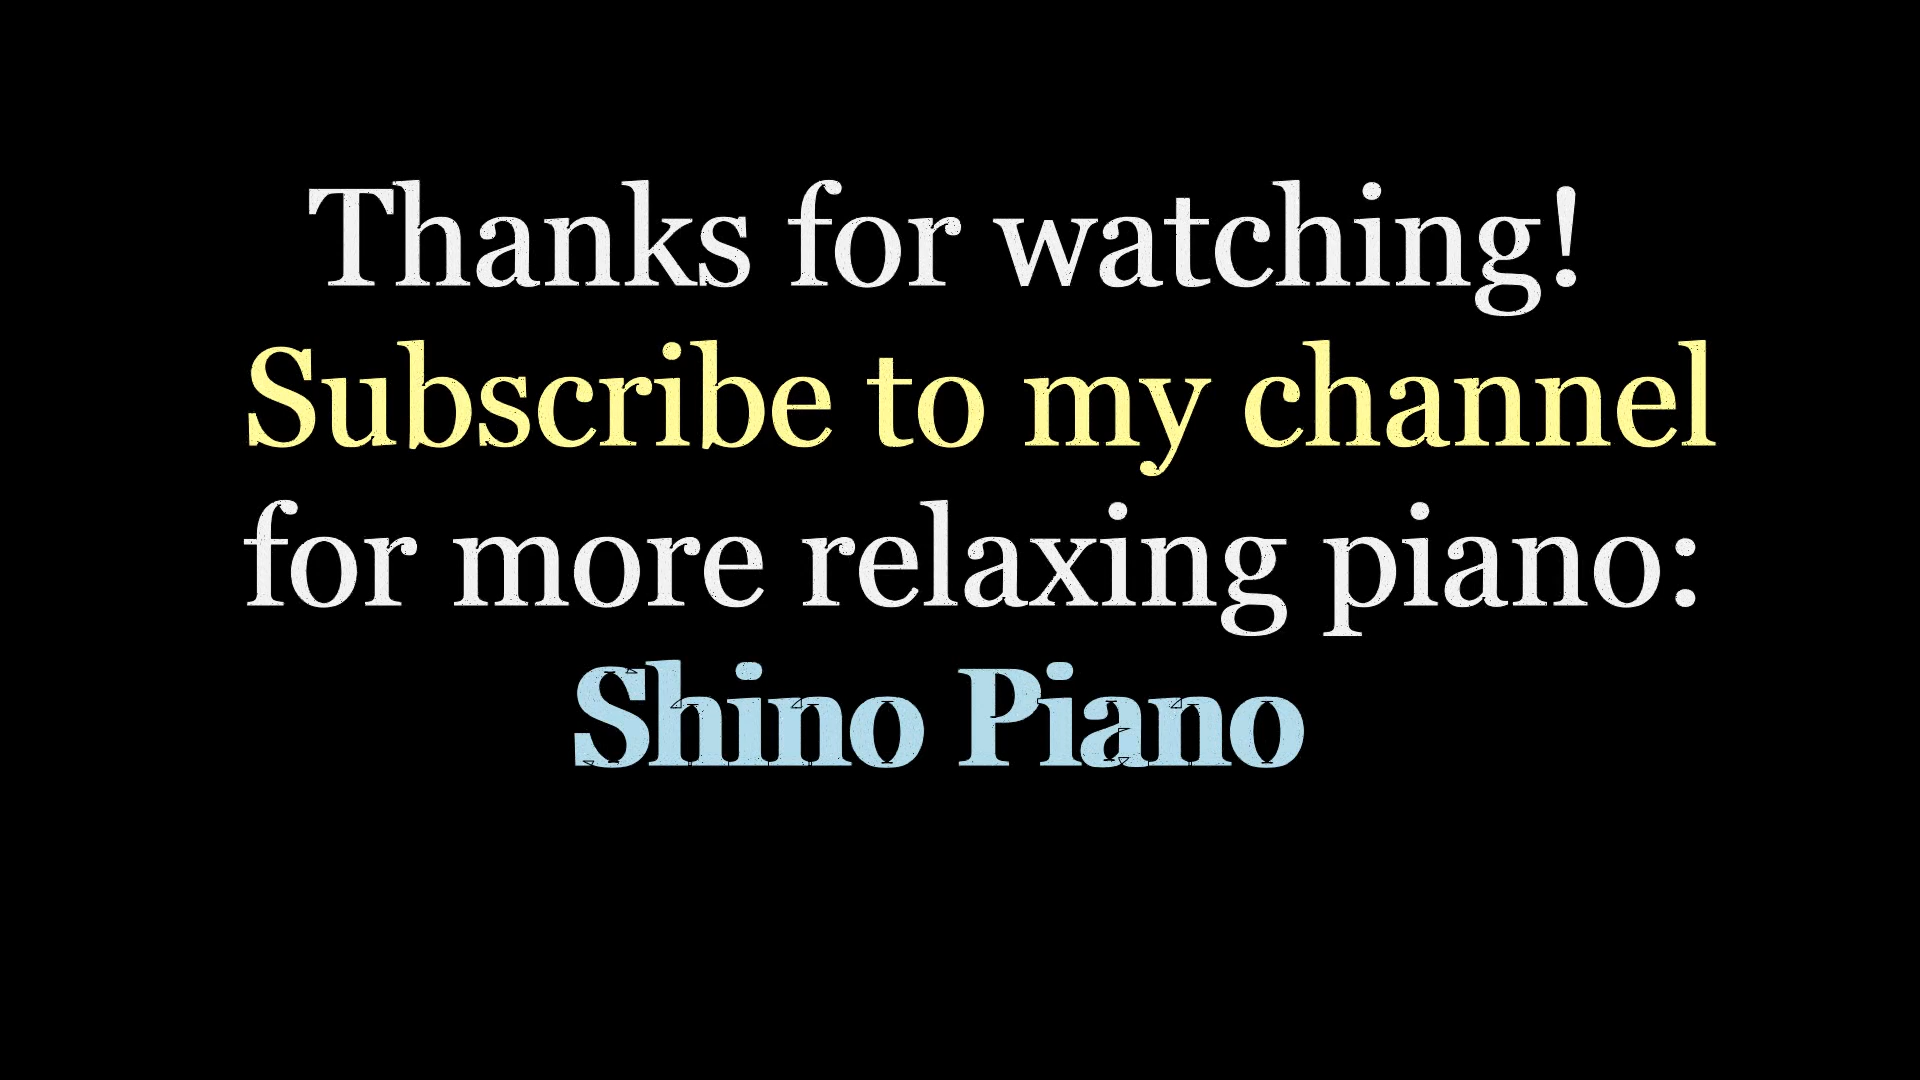 Thanks for watching!
Subscribe to my channel
for more relaxing piano:
Shino Piano